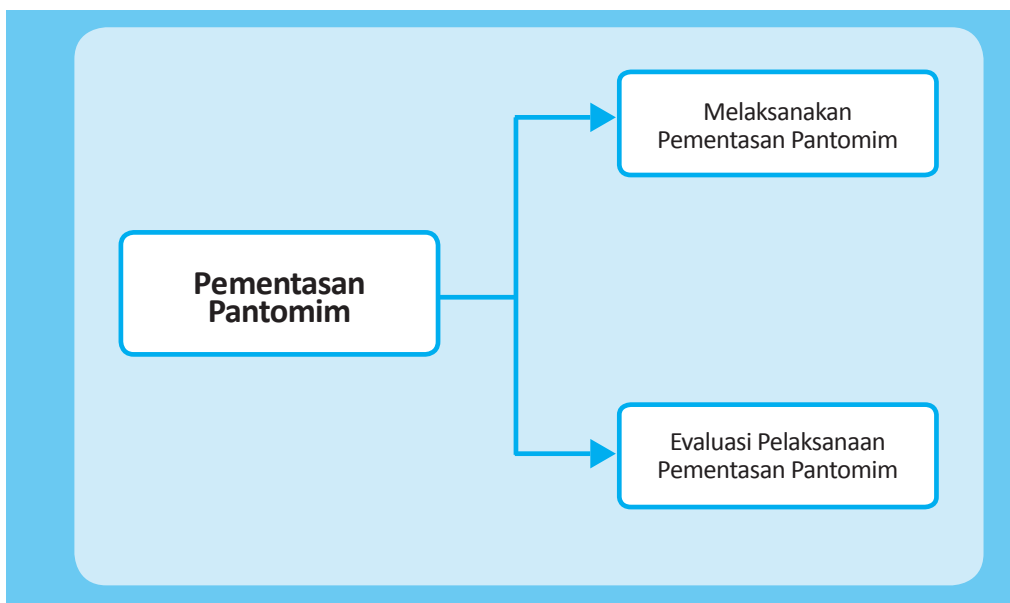 Melaksanakan
Pementasan Pantomim
Pementasan
Pantomim
Evaluasi Pelaksanaan
Pementasan Pantomim